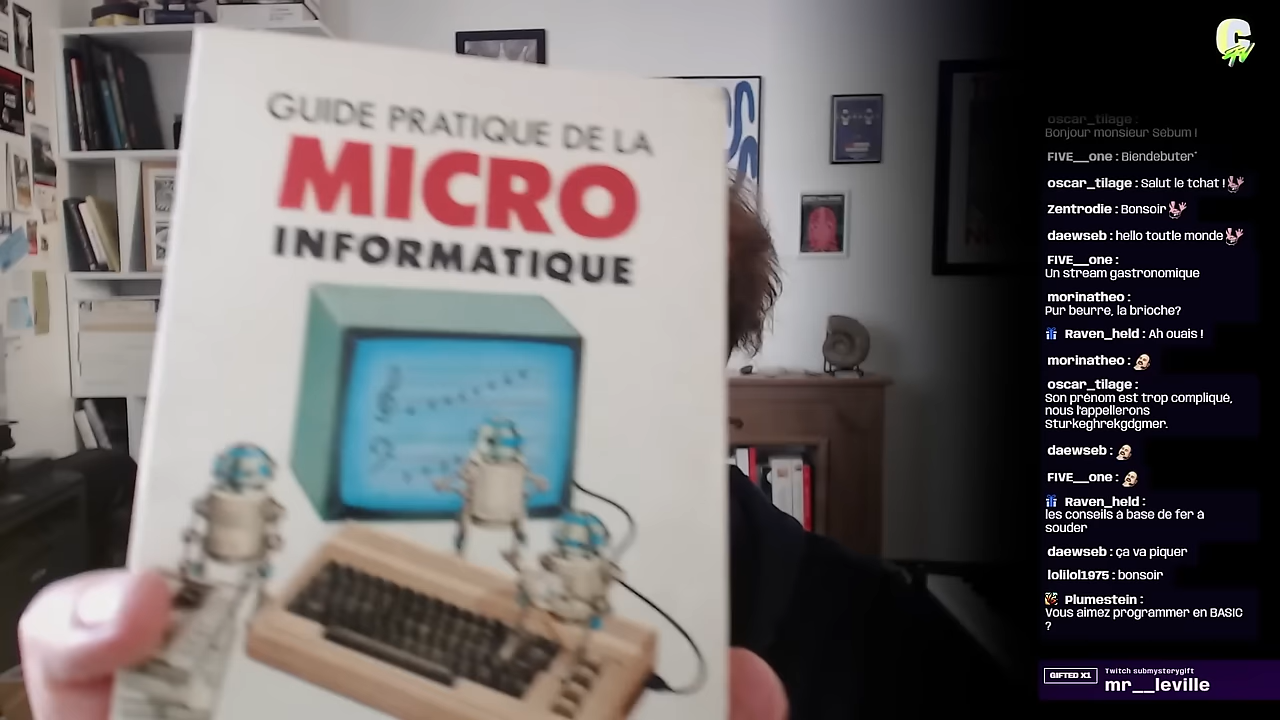 GUIDE PRATIQUE DE LA
MICRO
INFORMATIQUE
oscar_tilage :
Bonjour monsieur Sebum !
FIVE__one : Biendebuter*
oscar_tilage : Salut le tchat !
Zentrodie : Bonsoir
daewseb : hello toutle monde
FIVE__one :
Un stream gastronomique
morinatheo :
Pur beurre, la brioche?
Raven_held : Ah ouais !
morinatheo :
oscar_tilage :
Son prénom est trop compliqué,
nous l'appellerons
Sturkeghrekgdgmer.
daewseb :
FIVE__one :
Raven_held :
les conseils à base de fer à
souder
daewseb : ça va piquer
lolilol1975 : bonsoir
Plumestein :
Vous aimez programmer en BASIC
?
GIFTED X1
Twitch submysterygift
mr__leville